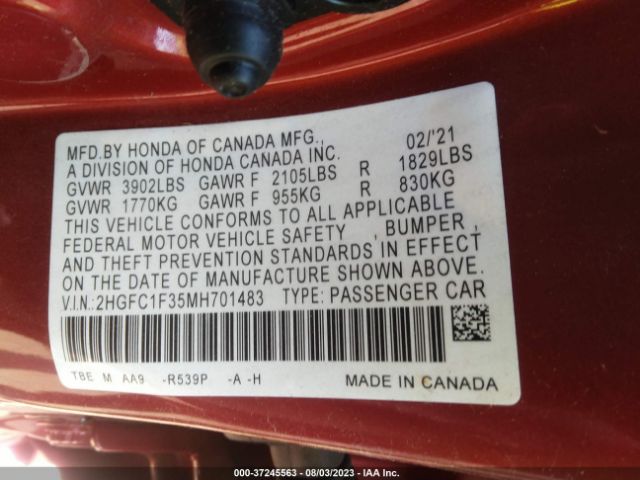 MFD.BY HONDA OF CANADA MFG., 02/'21
A DIVISION OF HONDA CANADA INC.
GVWR 3902LBS GAWR F 2105LBS R 1829LBS
GVWR 1770KG GAWR F 955KG R 830KG
THIS VEHICLE CONFORMS TO ALL APPLICABLE
FEDERAL MOTOR VEHICLE SAFETY , BUMPER ,
AND THEFT PREVENTION STANDARDS IN EFFECT
ON THE DATE OF MANUFACTURE SHOWN ABOVE.
V.I.N.:2HGFC1F35MH701483 TYPE: PASSENGER CAR
TBE M AA9 -R539P -A -H MADE IN CANADA
000-37245563 - 08/03/2023 - IAA Inc.